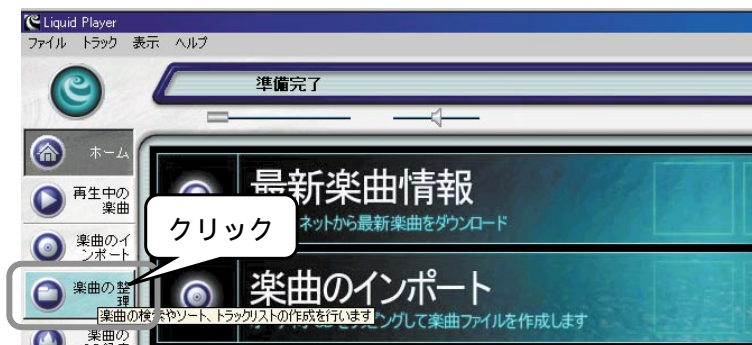 Liquid Player
ファイル トラック 表示 ヘルプ
準備完了
ホーム
再生中の
楽曲
楽曲のイ
ンポート
楽曲の整
理
楽曲の
クリック
最新楽曲情報
ネットから最新楽曲をダウンロード
楽曲のインポート
楽曲の検索やソート、トラックリストの作成を行います
ピングして楽曲ファイルを作成します